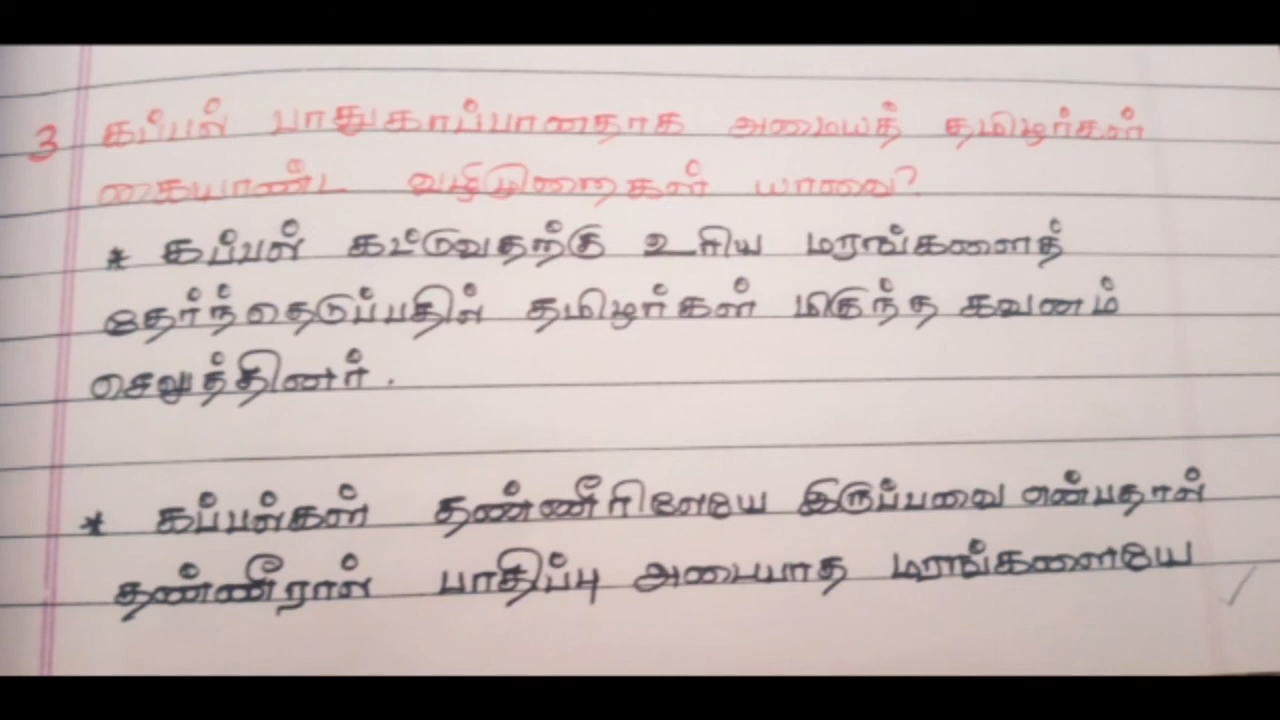 3 கப்பல் பாதுகாப்பானதாக அமையத் தமிழர்கள்
கையாண்ட வழிமுறைகள் யாவை?
* கப்பல் கட்டுவதற்கு உரிய மரங்களைத்
தேர்ந்தெடுப்பதில் தமிழர்கள் மிகுந்த கவனம்
செலுத்தினர்.
* கப்பல்கள் தண்ணீரிலேயே இருப்பவை என்பதால்
தண்ணீரால் பாதிப்பு அடையாத மரங்களையே